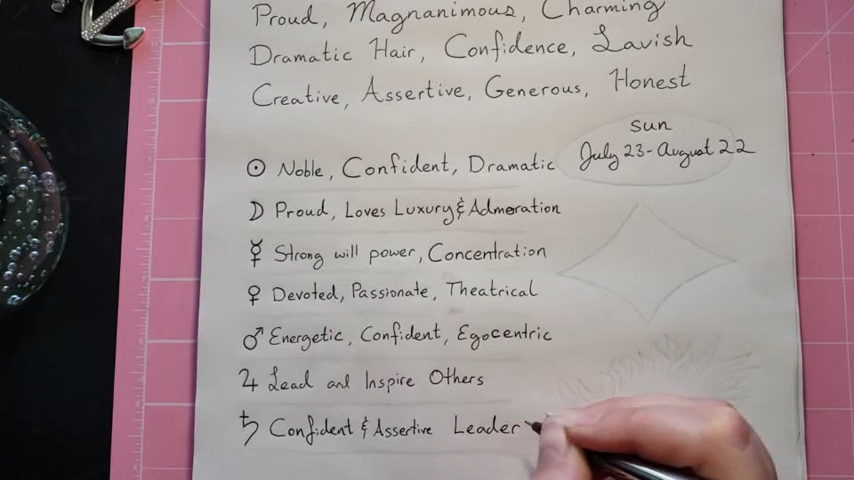 Proud, Magnanimous, Charming
Dramatic Hair, Confidence, Lavish
Creative, Assertive, Generous, Honest
sun
July 23-August 22
☉ Noble, Confident, Dramatic
☽ Proud, Loves Luxury & Admoration
☿ Strong will power, Concentration
♀ Devoted, Passionate, Theatrical
♂ Energetic, Confident, Egocentric
♃ Lead and Inspire Others
♄ Confident & Assertive Leader